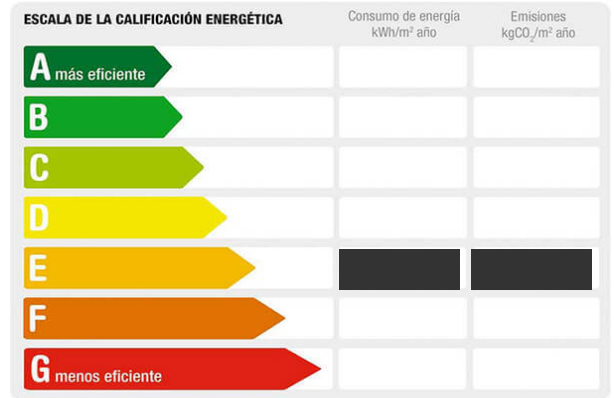 ESCALA DE LA CALIFICACIÓN ENERGÉTICA
Consumo de energía
kWh/m² año
Emisiones
kgCO₂/m² año
A más eficiente
B
C
D
E
F
G menos eficiente